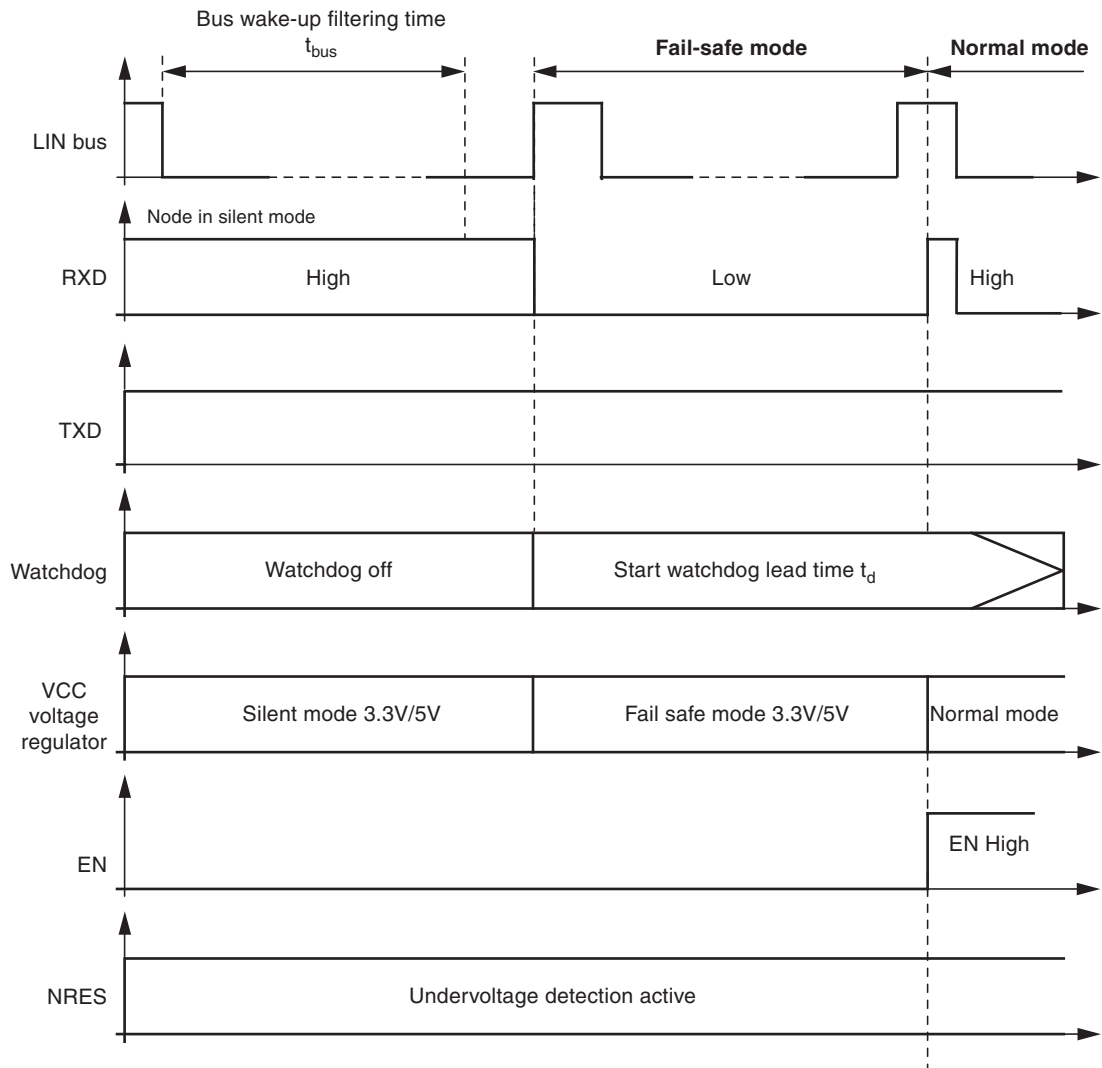 Bus wake-up filtering time
tbus
Fail-safe mode
Normal mode
LIN bus
Node in silent mode
RXD
High
Low
High
TXD
Watchdog
Watchdog off
Start watchdog lead time td
VCC
voltage
regulator
Silent mode 3.3V/5V
Fail safe mode 3.3V/5V
Normal mode
EN
EN High
NRES
Undervoltage detection active